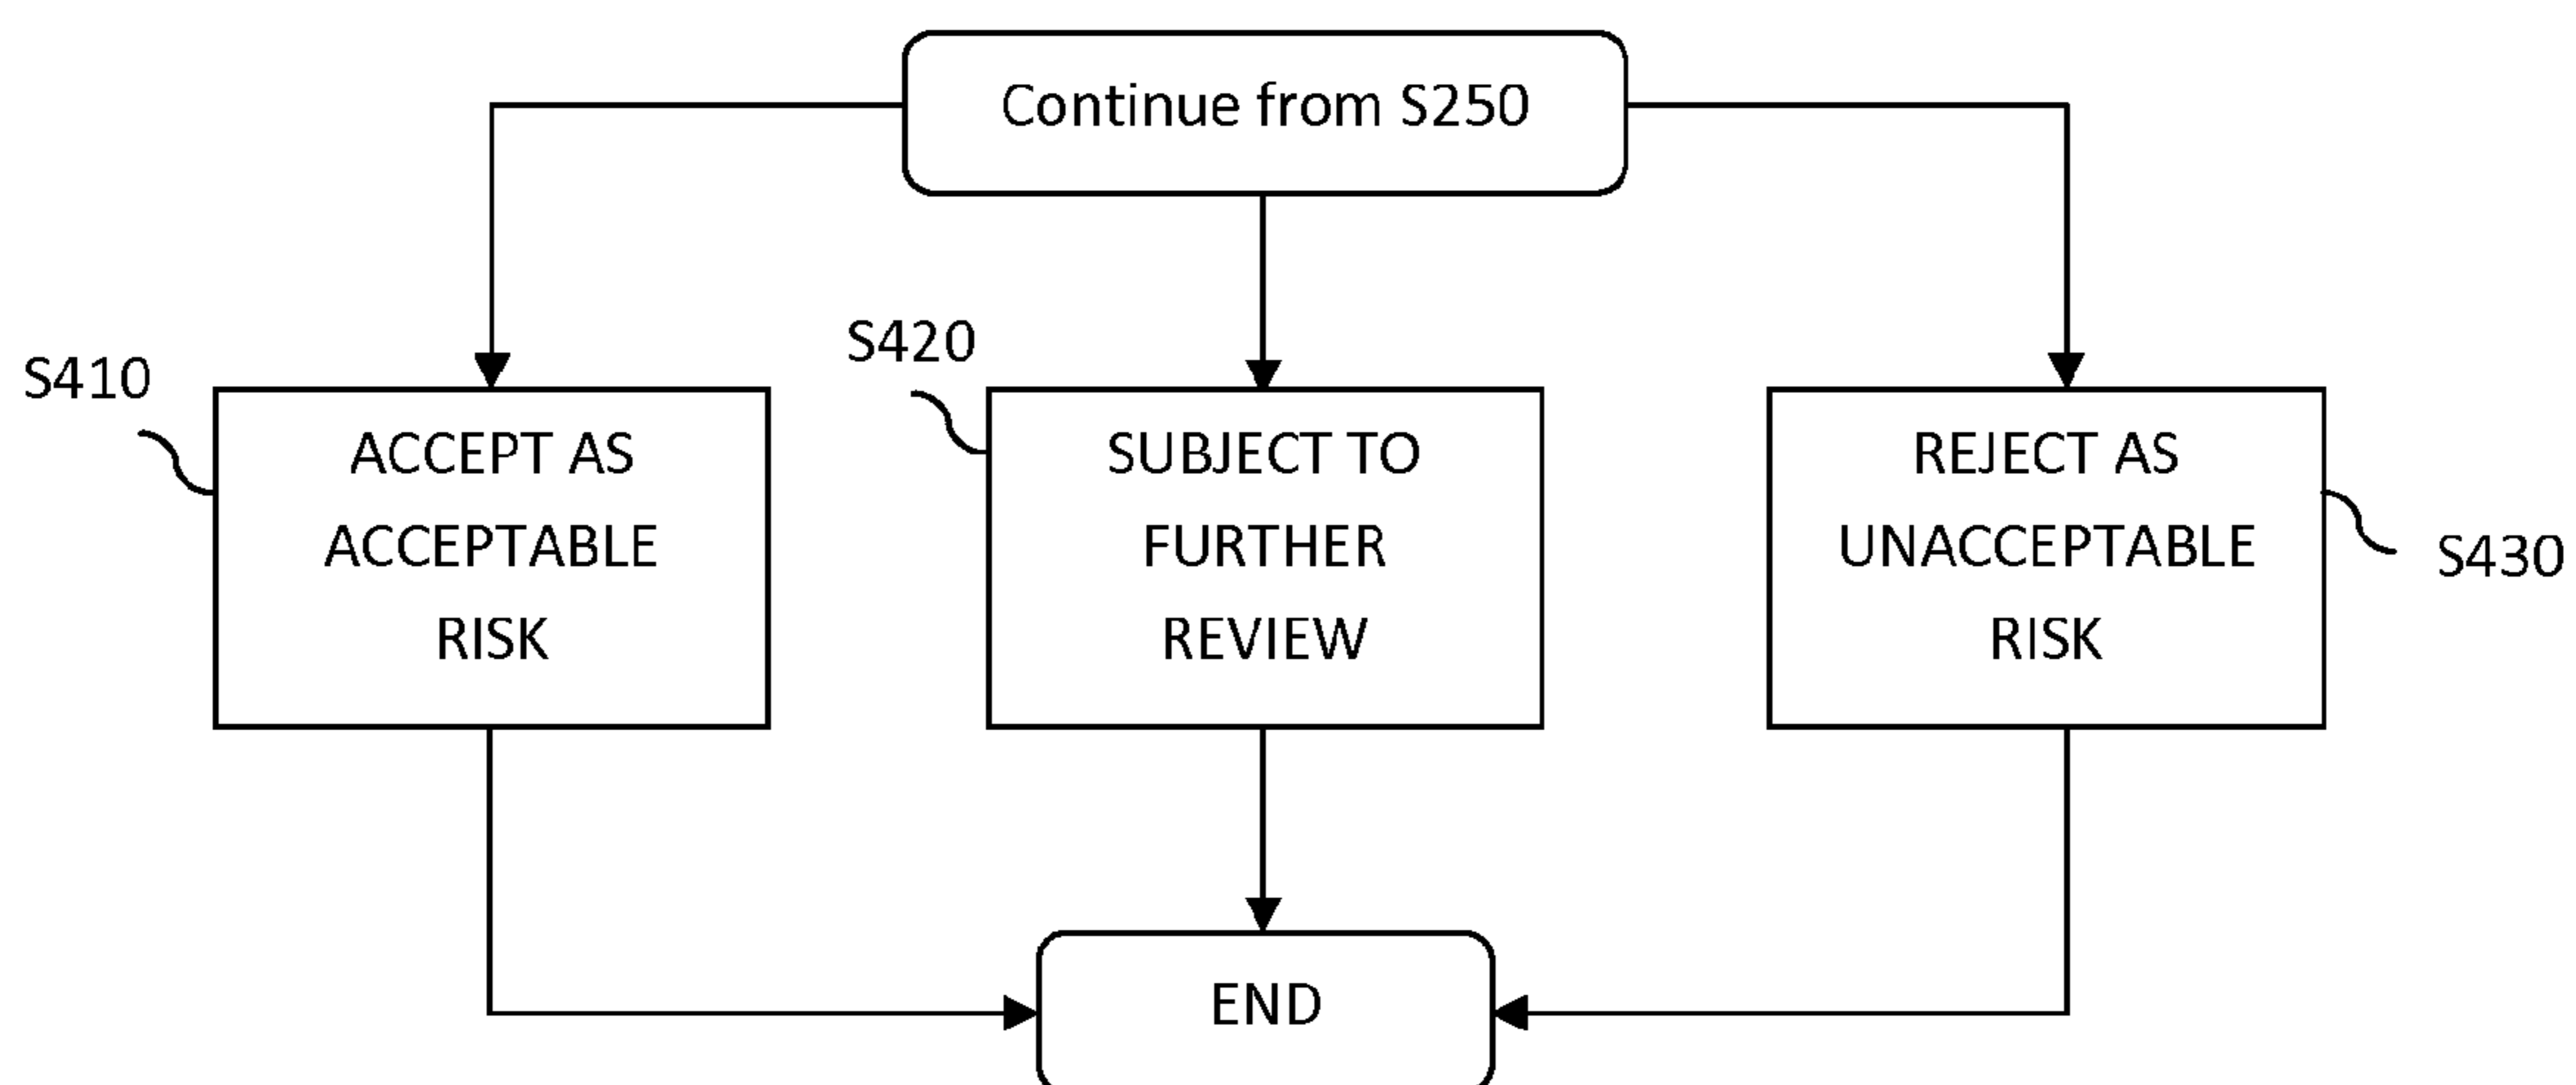 Continue from S250
S410
S420
S430
ACCEPT AS
ACCEPTABLE
RISK
SUBJECT TO
FURTHER
REVIEW
REJECT AS
UNACCEPTABLE
RISK
END